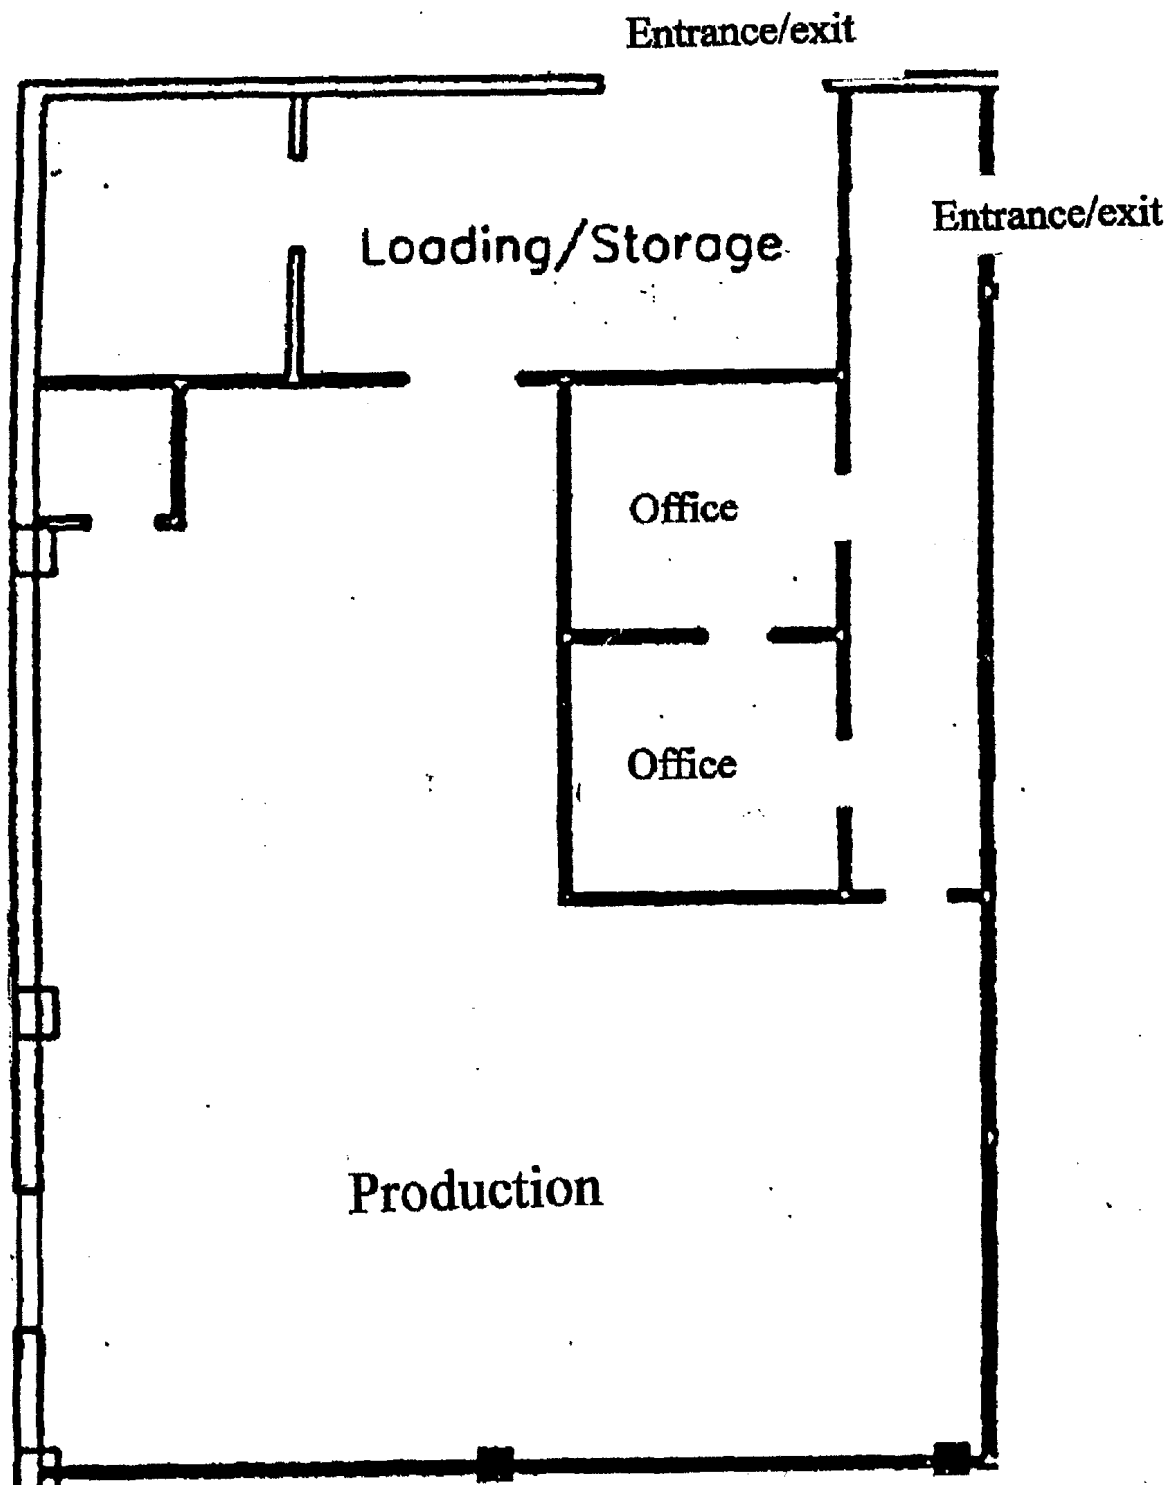 Entrance/exit
Entrance/exit
Loading/Storage
Office
Office
Production